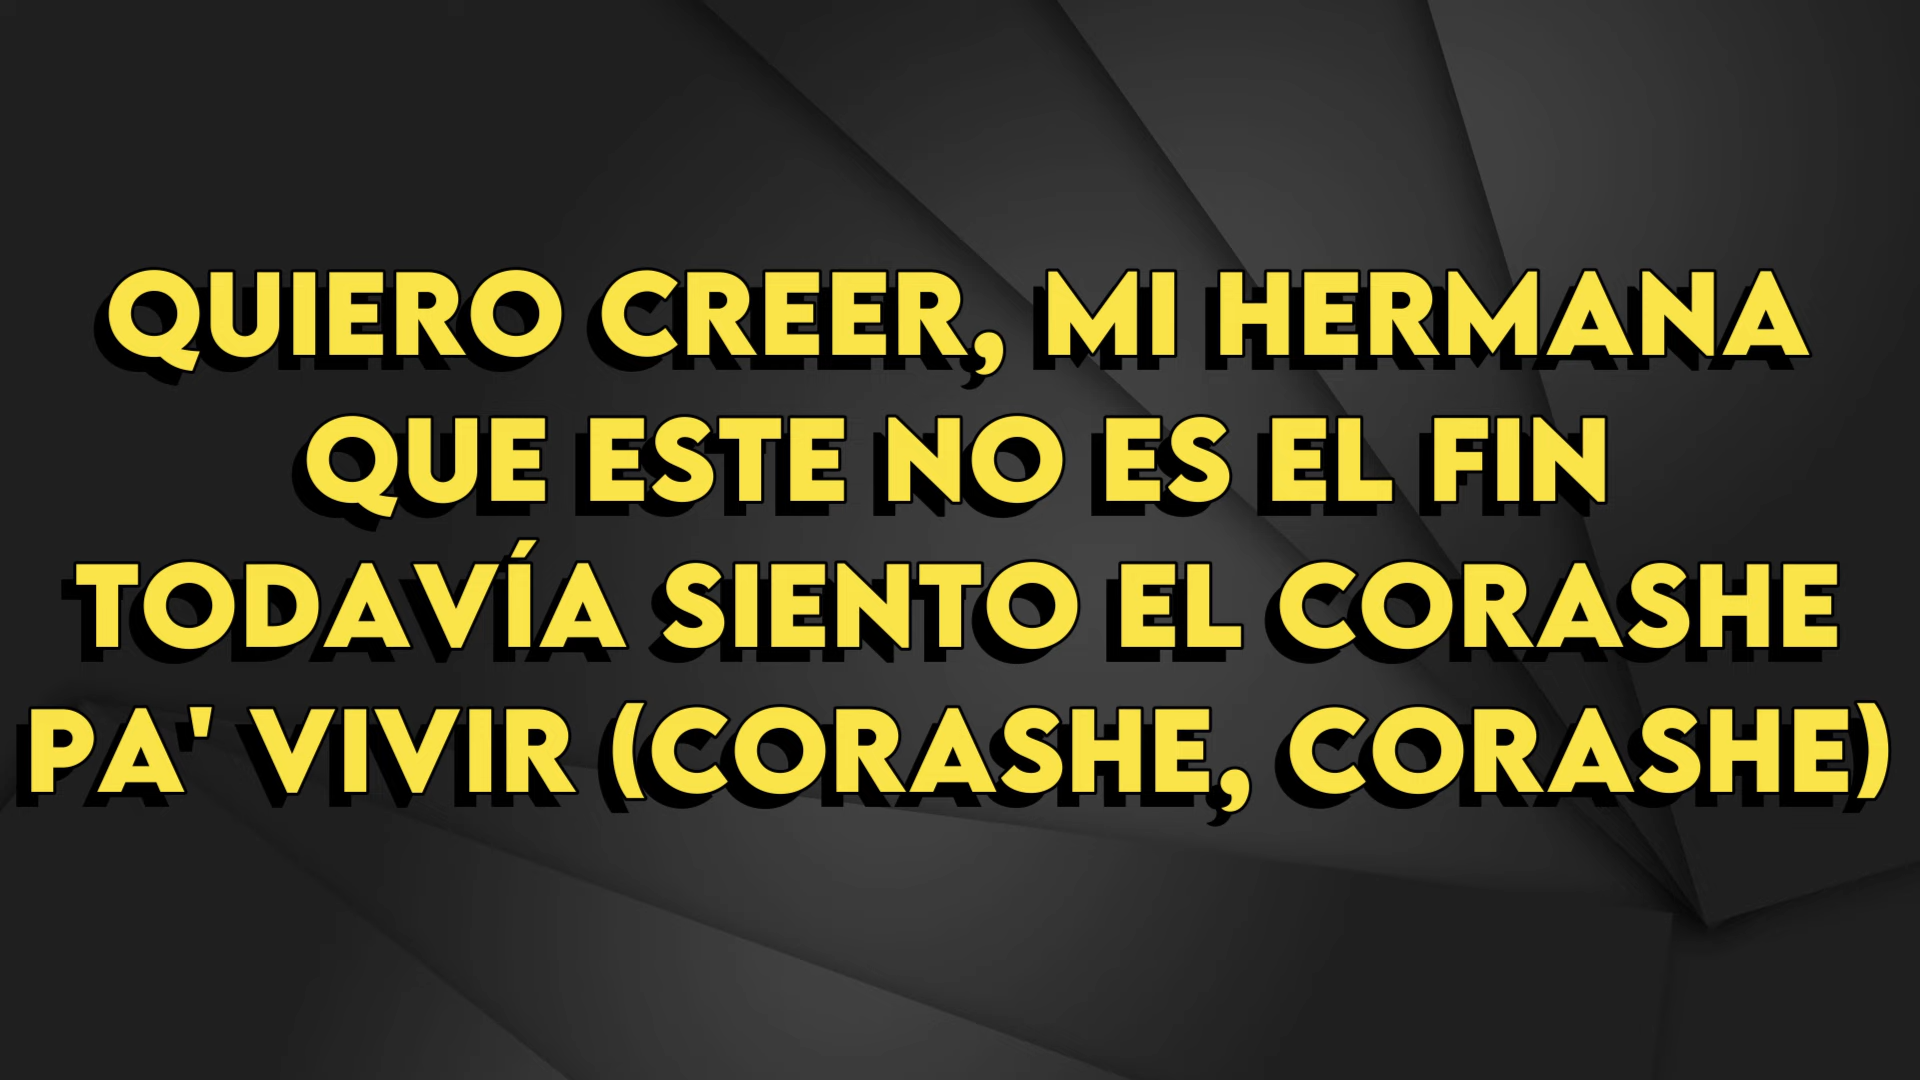 QUIERO CREER, MI HERMANA
QUE ESTE NO ES EL FIN
TODAVÍA SIENTO EL CORASHE
PA' VIVIR (CORASHE, CORASHE)